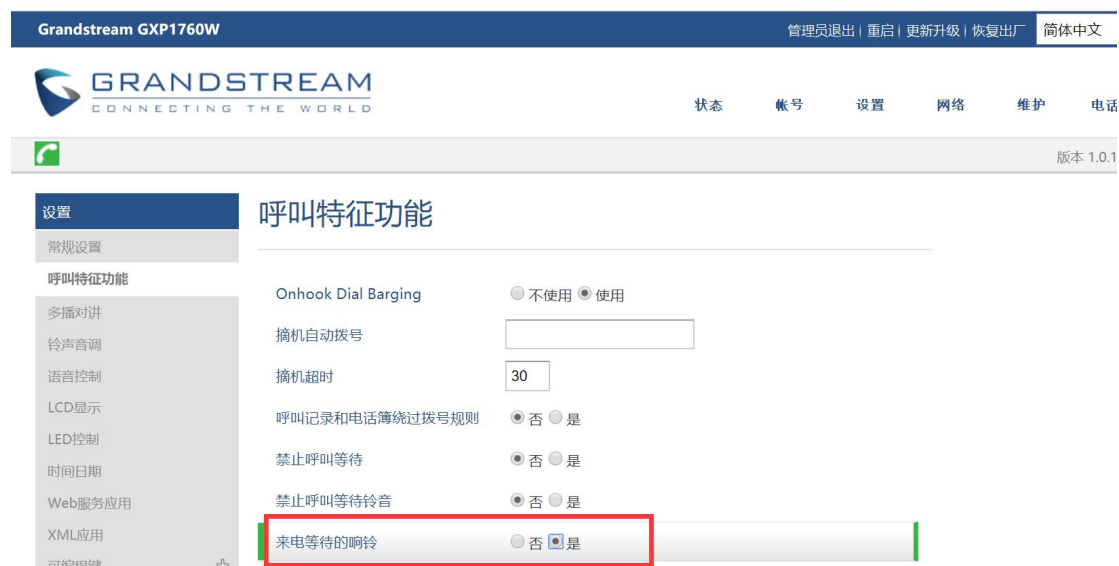 Grandstream GXP1760W
管理员退出 | 重启 | 更新升级 | 恢复出厂 简体中文
GRANDSTREAM
CONNECTING THE WORLD
状态 帐号 设置 网络 维护 电话
版本 1.0.1
设置
常规设置
呼叫特征功能
多播对讲
铃声音调
语音控制
LCD显示
LED控制
时间日期
Web服务应用
XML应用
可编程键
呼叫特征功能
Onhook Dial Barging 不使用 使用
摘机自动拨号
摘机超时 30
呼叫记录和电话簿绕过拨号规则 否 是
禁止呼叫等待 否 是
禁止呼叫等待铃音 否 是
来电等待的响铃 否 是